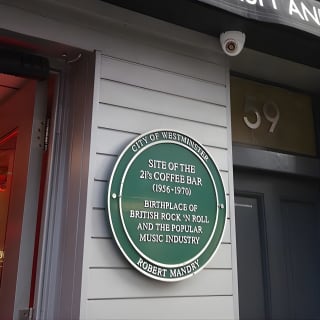 AND
59
CITY OF WESTMINSTER
SITE OF THE
2i's COFFEE BAR
(1956-1970)
BIRTHPLACE OF
BRITISH ROCK 'N ROLL
AND THE POPULAR
MUSIC INDUSTRY
ROBERT MANDRY